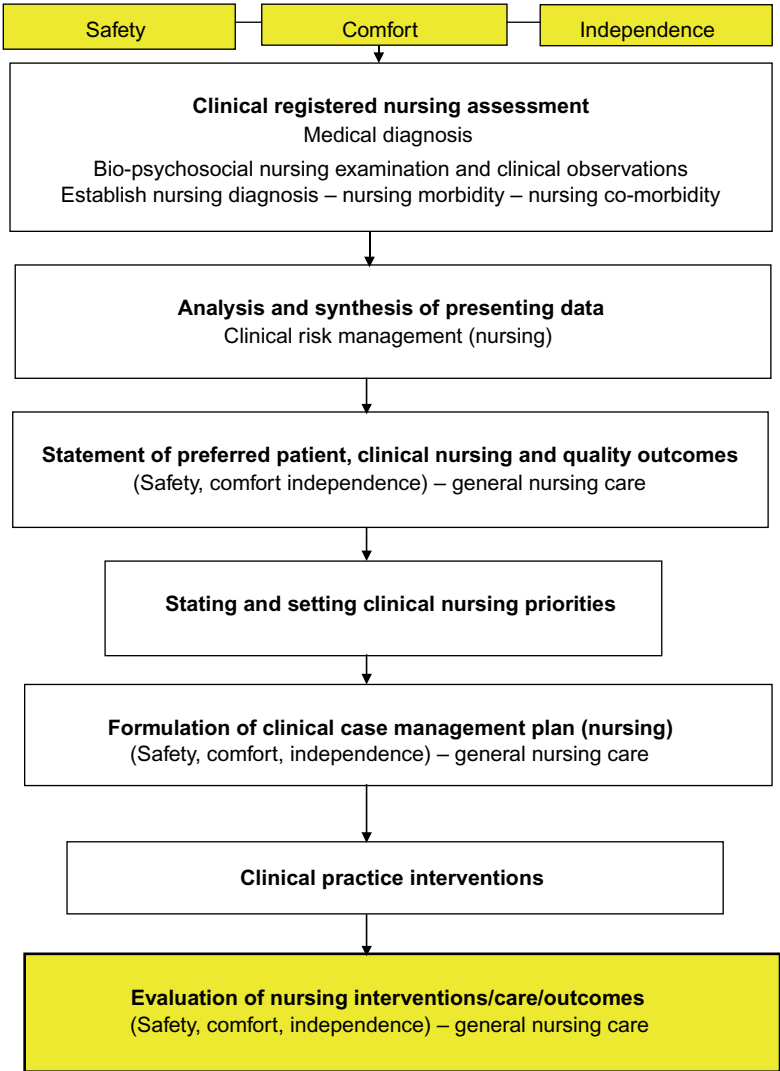 Safety
Comfort
Independence
Clinical registered nursing assessment
Medical diagnosis
Bio-psychosocial nursing examination and clinical observations
Establish nursing diagnosis – nursing morbidity – nursing co-morbidity
Analysis and synthesis of presenting data
Clinical risk management (nursing)
Statement of preferred patient, clinical nursing and quality outcomes
(Safety, comfort independence) – general nursing care
Stating and setting clinical nursing priorities
Formulation of clinical case management plan (nursing)
(Safety, comfort, independence) – general nursing care
Clinical practice interventions
Evaluation of nursing interventions/care/outcomes
(Safety, comfort, independence) – general nursing care